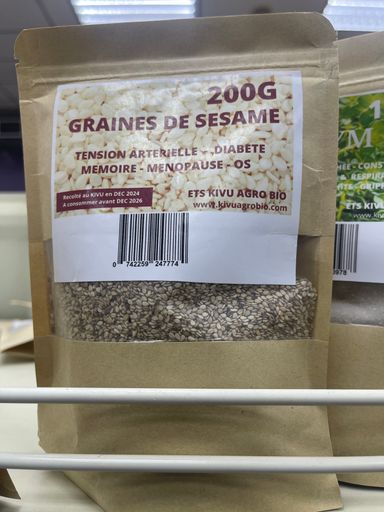 200G
GRAINES DE SESAME
TENSION ARTERIELLE - DIABETE
MEMOIRE - MENOPAUSE - OS
Recolté au KIVU en DEC 2024
A consommer avant DEC 2026
ETS KIVU AGRO BIO
www.kivuagrobio.com
0 742259 247774